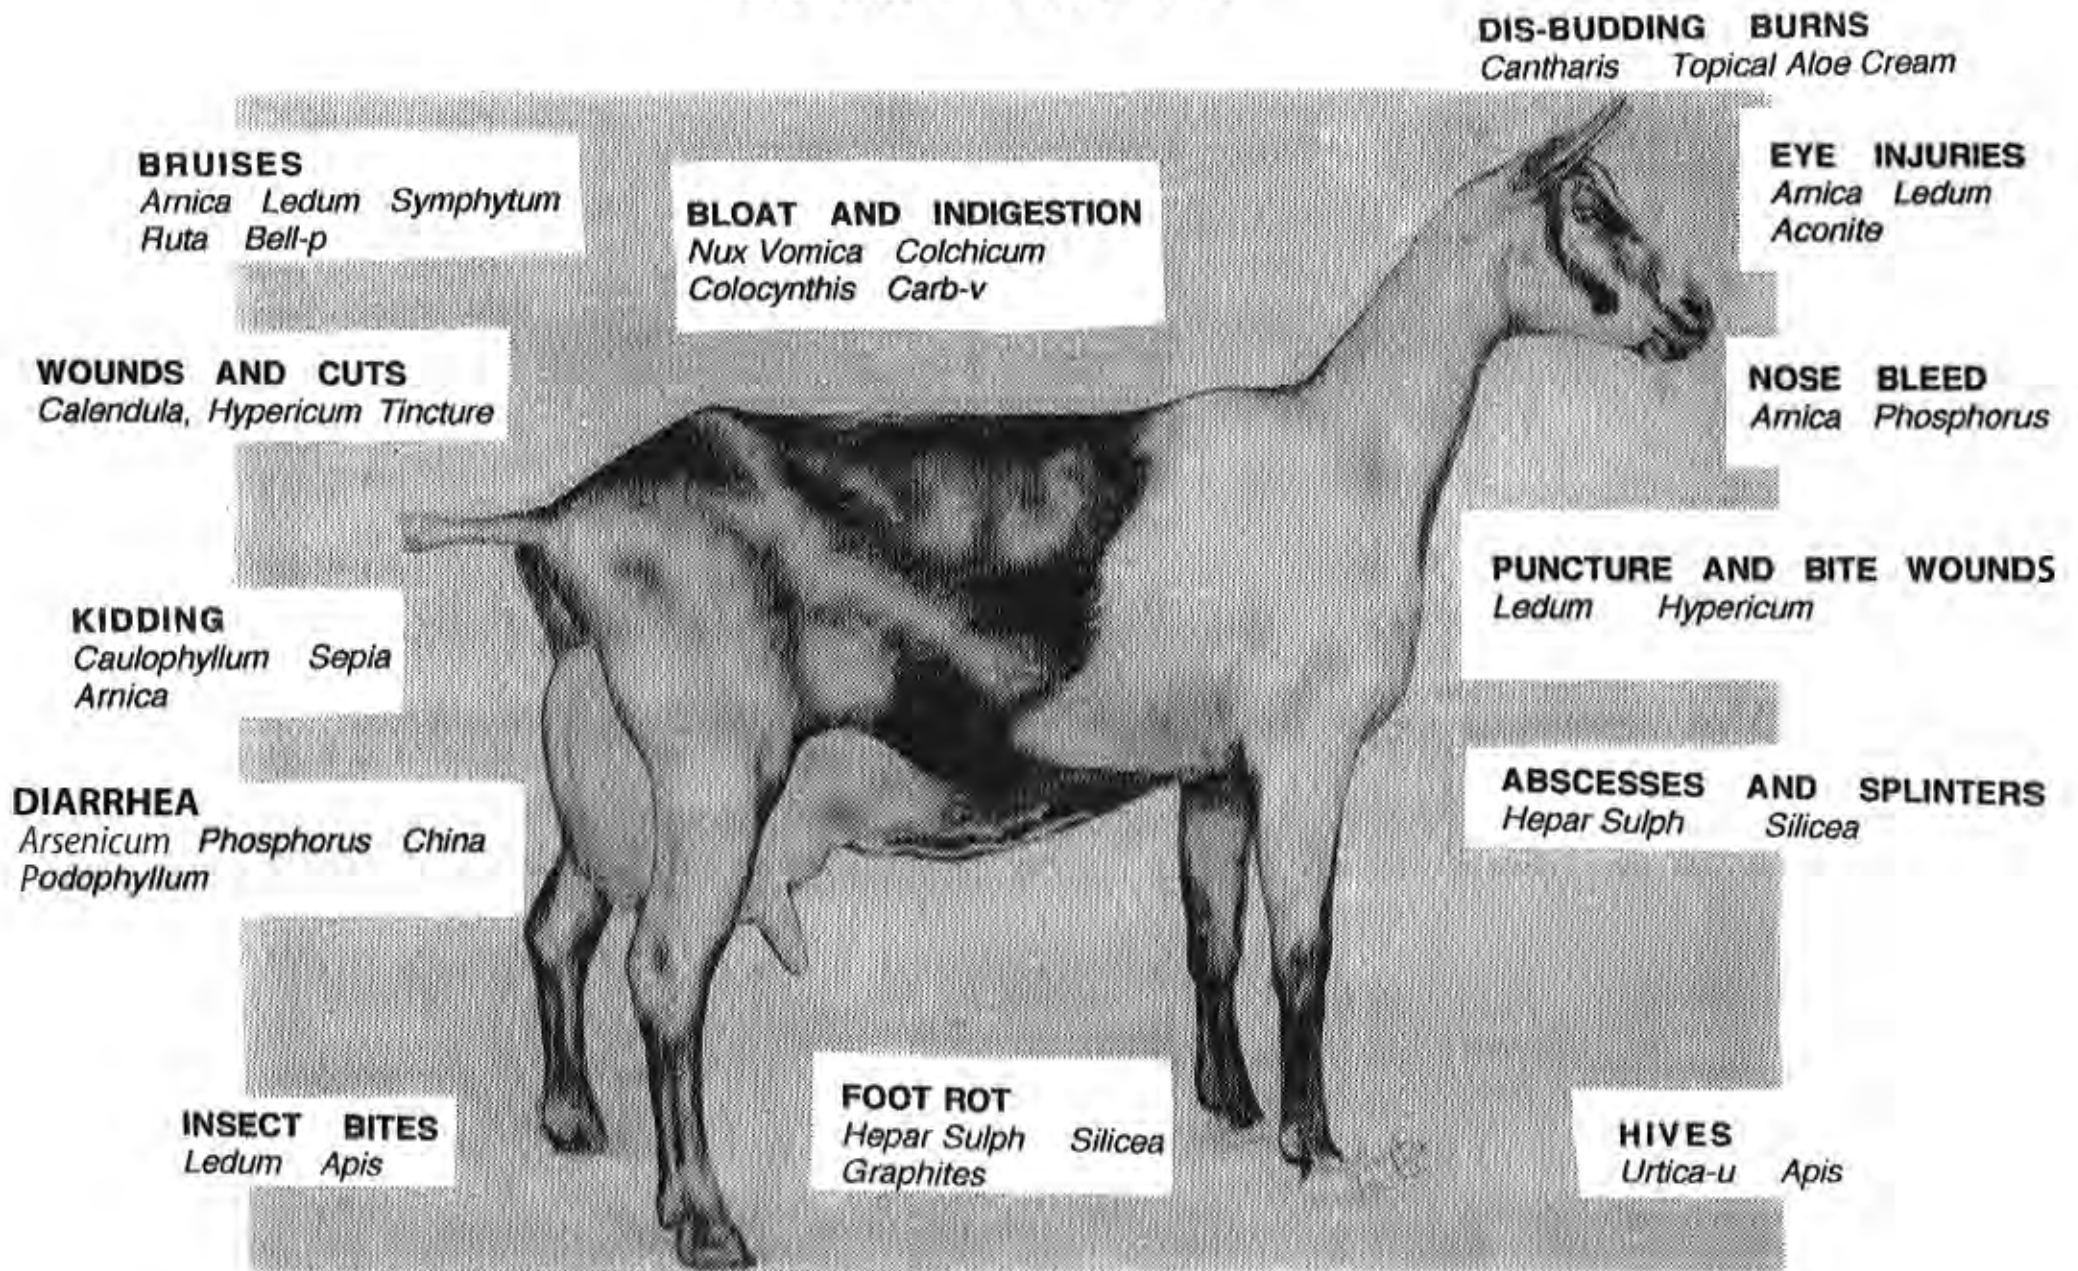 DIS-BUDDING BURNS
Cantharis Topical Aloe Cream
BRUISES
Arnica Ledum Symphytum
Ruta Bell-p
BLOAT AND INDIGESTION
Nux Vomica Colchicum
Colocynthis Carb-v
EYE INJURIES
Arnica Ledum
Aconite
WOUNDS AND CUTS
Calendula, Hypericum Tincture
NOSE BLEED
Arnica Phosphorus
PUNCTURE AND BITE WOUNDS
Ledum Hypericum
KIDDING
Caulophyllum Sepia
Arnica
DIARRHEA
Arsenicum Phosphorus China
Podophyllum
ABSCESSES AND SPLINTERS
Hepar Sulph Silicea
INSECT BITES
Ledum Apis
FOOT ROT
Hepar Sulph Silicea
Graphites
HIVES
Urtica-u Apis